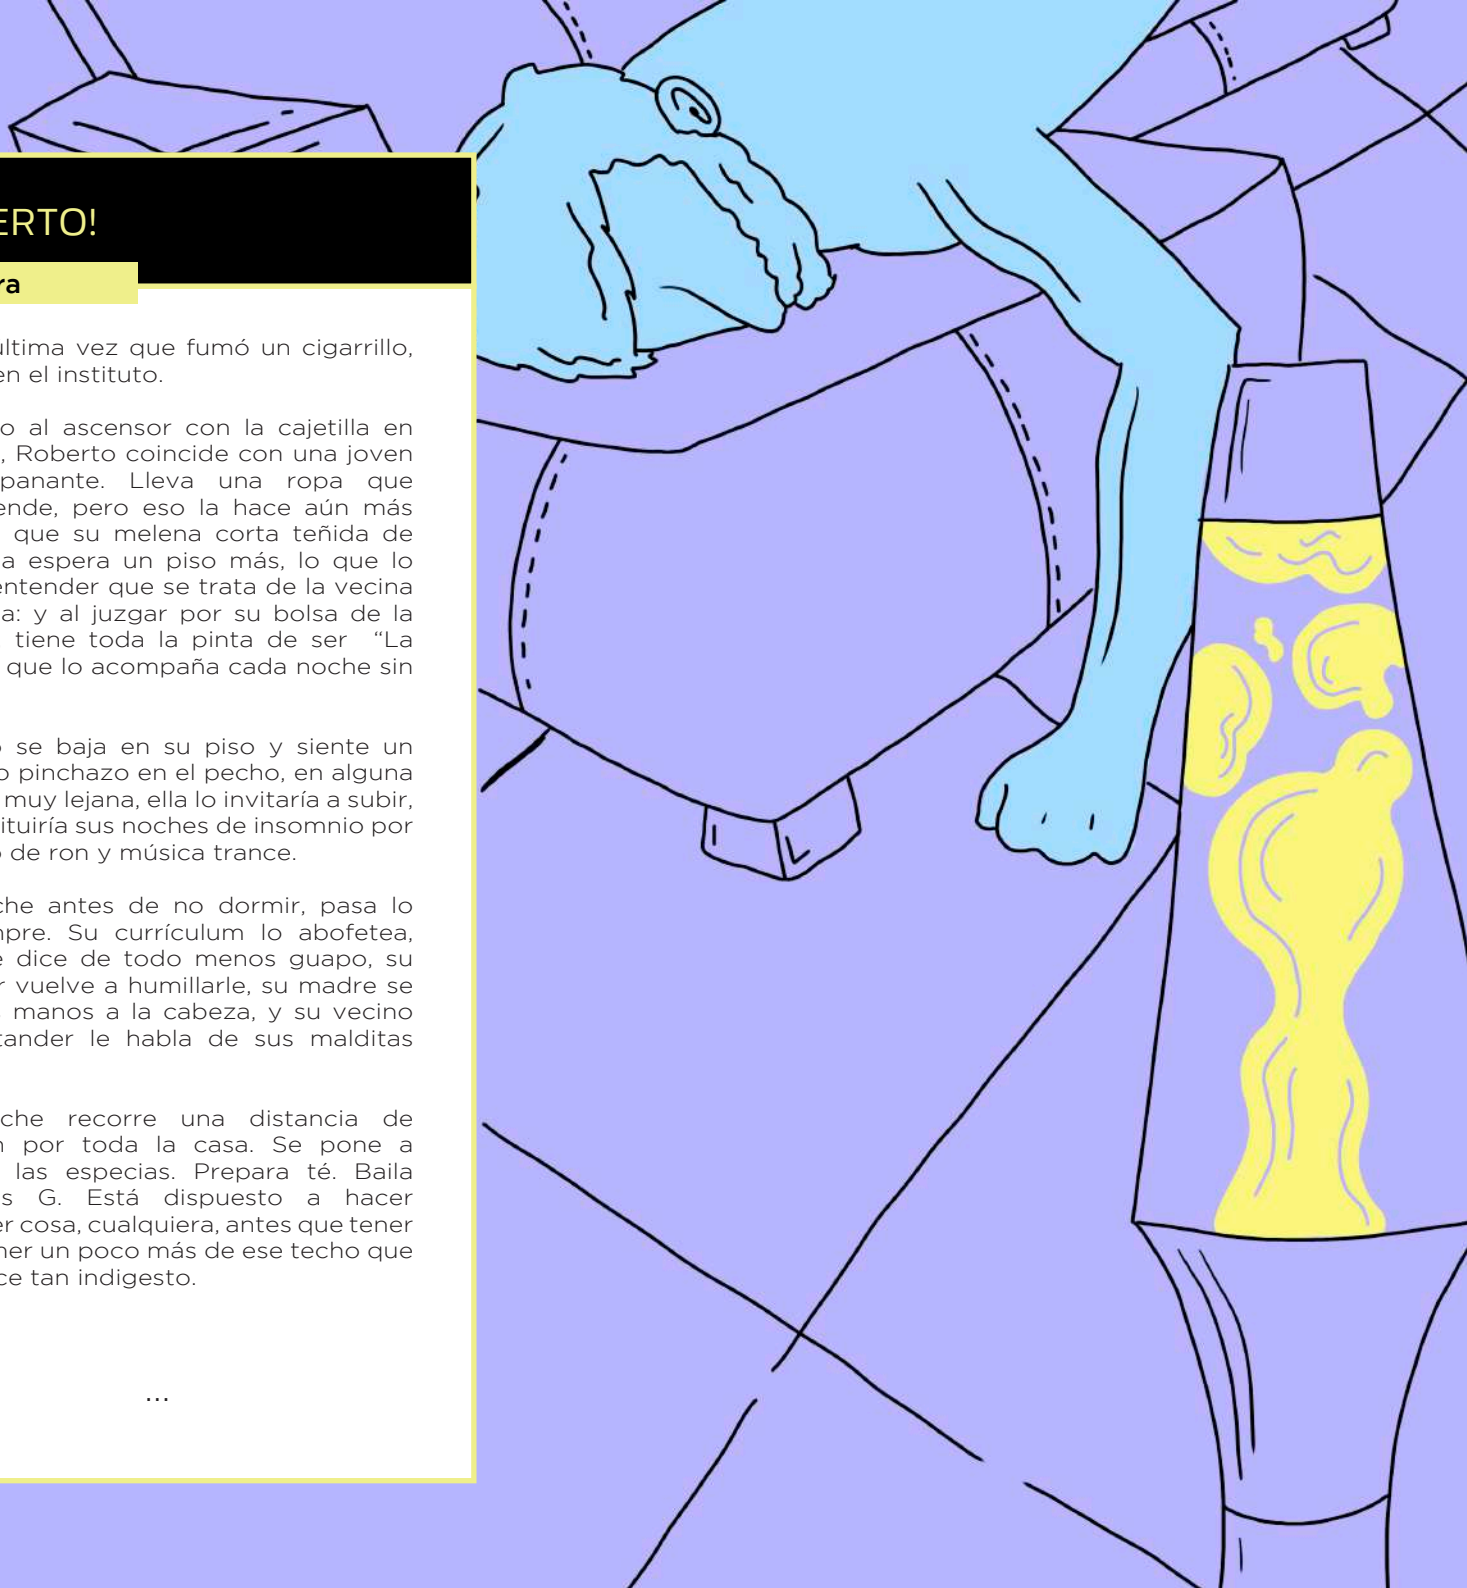 ERTO!
ra
última vez que fumó un cigarrillo,
en el instituto.
o al ascensor con la cajetilla en
, Roberto coincide con una joven
panante. Lleva una ropa que
ende, pero eso la hace aún más
que su melena corta teñida de
a espera un piso más, lo que lo
entender que se trata de la vecina
a: y al juzgar por su bolsa de la
tiene toda la pinta de ser “La
que lo acompaña cada noche sin
o se baja en su piso y siente un
o pinchazo en el pecho, en alguna
muy lejana, ella lo invitaría a subir,
ituiría sus noches de insomnio por
o de ron y música trance.
che antes de no dormir, pasa lo
mpre. Su currículum lo abofetea,
e dice de todo menos guapo, su
r vuelve a humillarle, su madre se
manos a la cabeza, y su vecino
tander le habla de sus malditas
che recorre una distancia de
n por toda la casa. Se pone a
las especias. Prepara té. Baila
s G. Está dispuesto a hacer
er cosa, cualquiera, antes que tener
ner un poco más de ese techo que
ce tan indigesto.
...